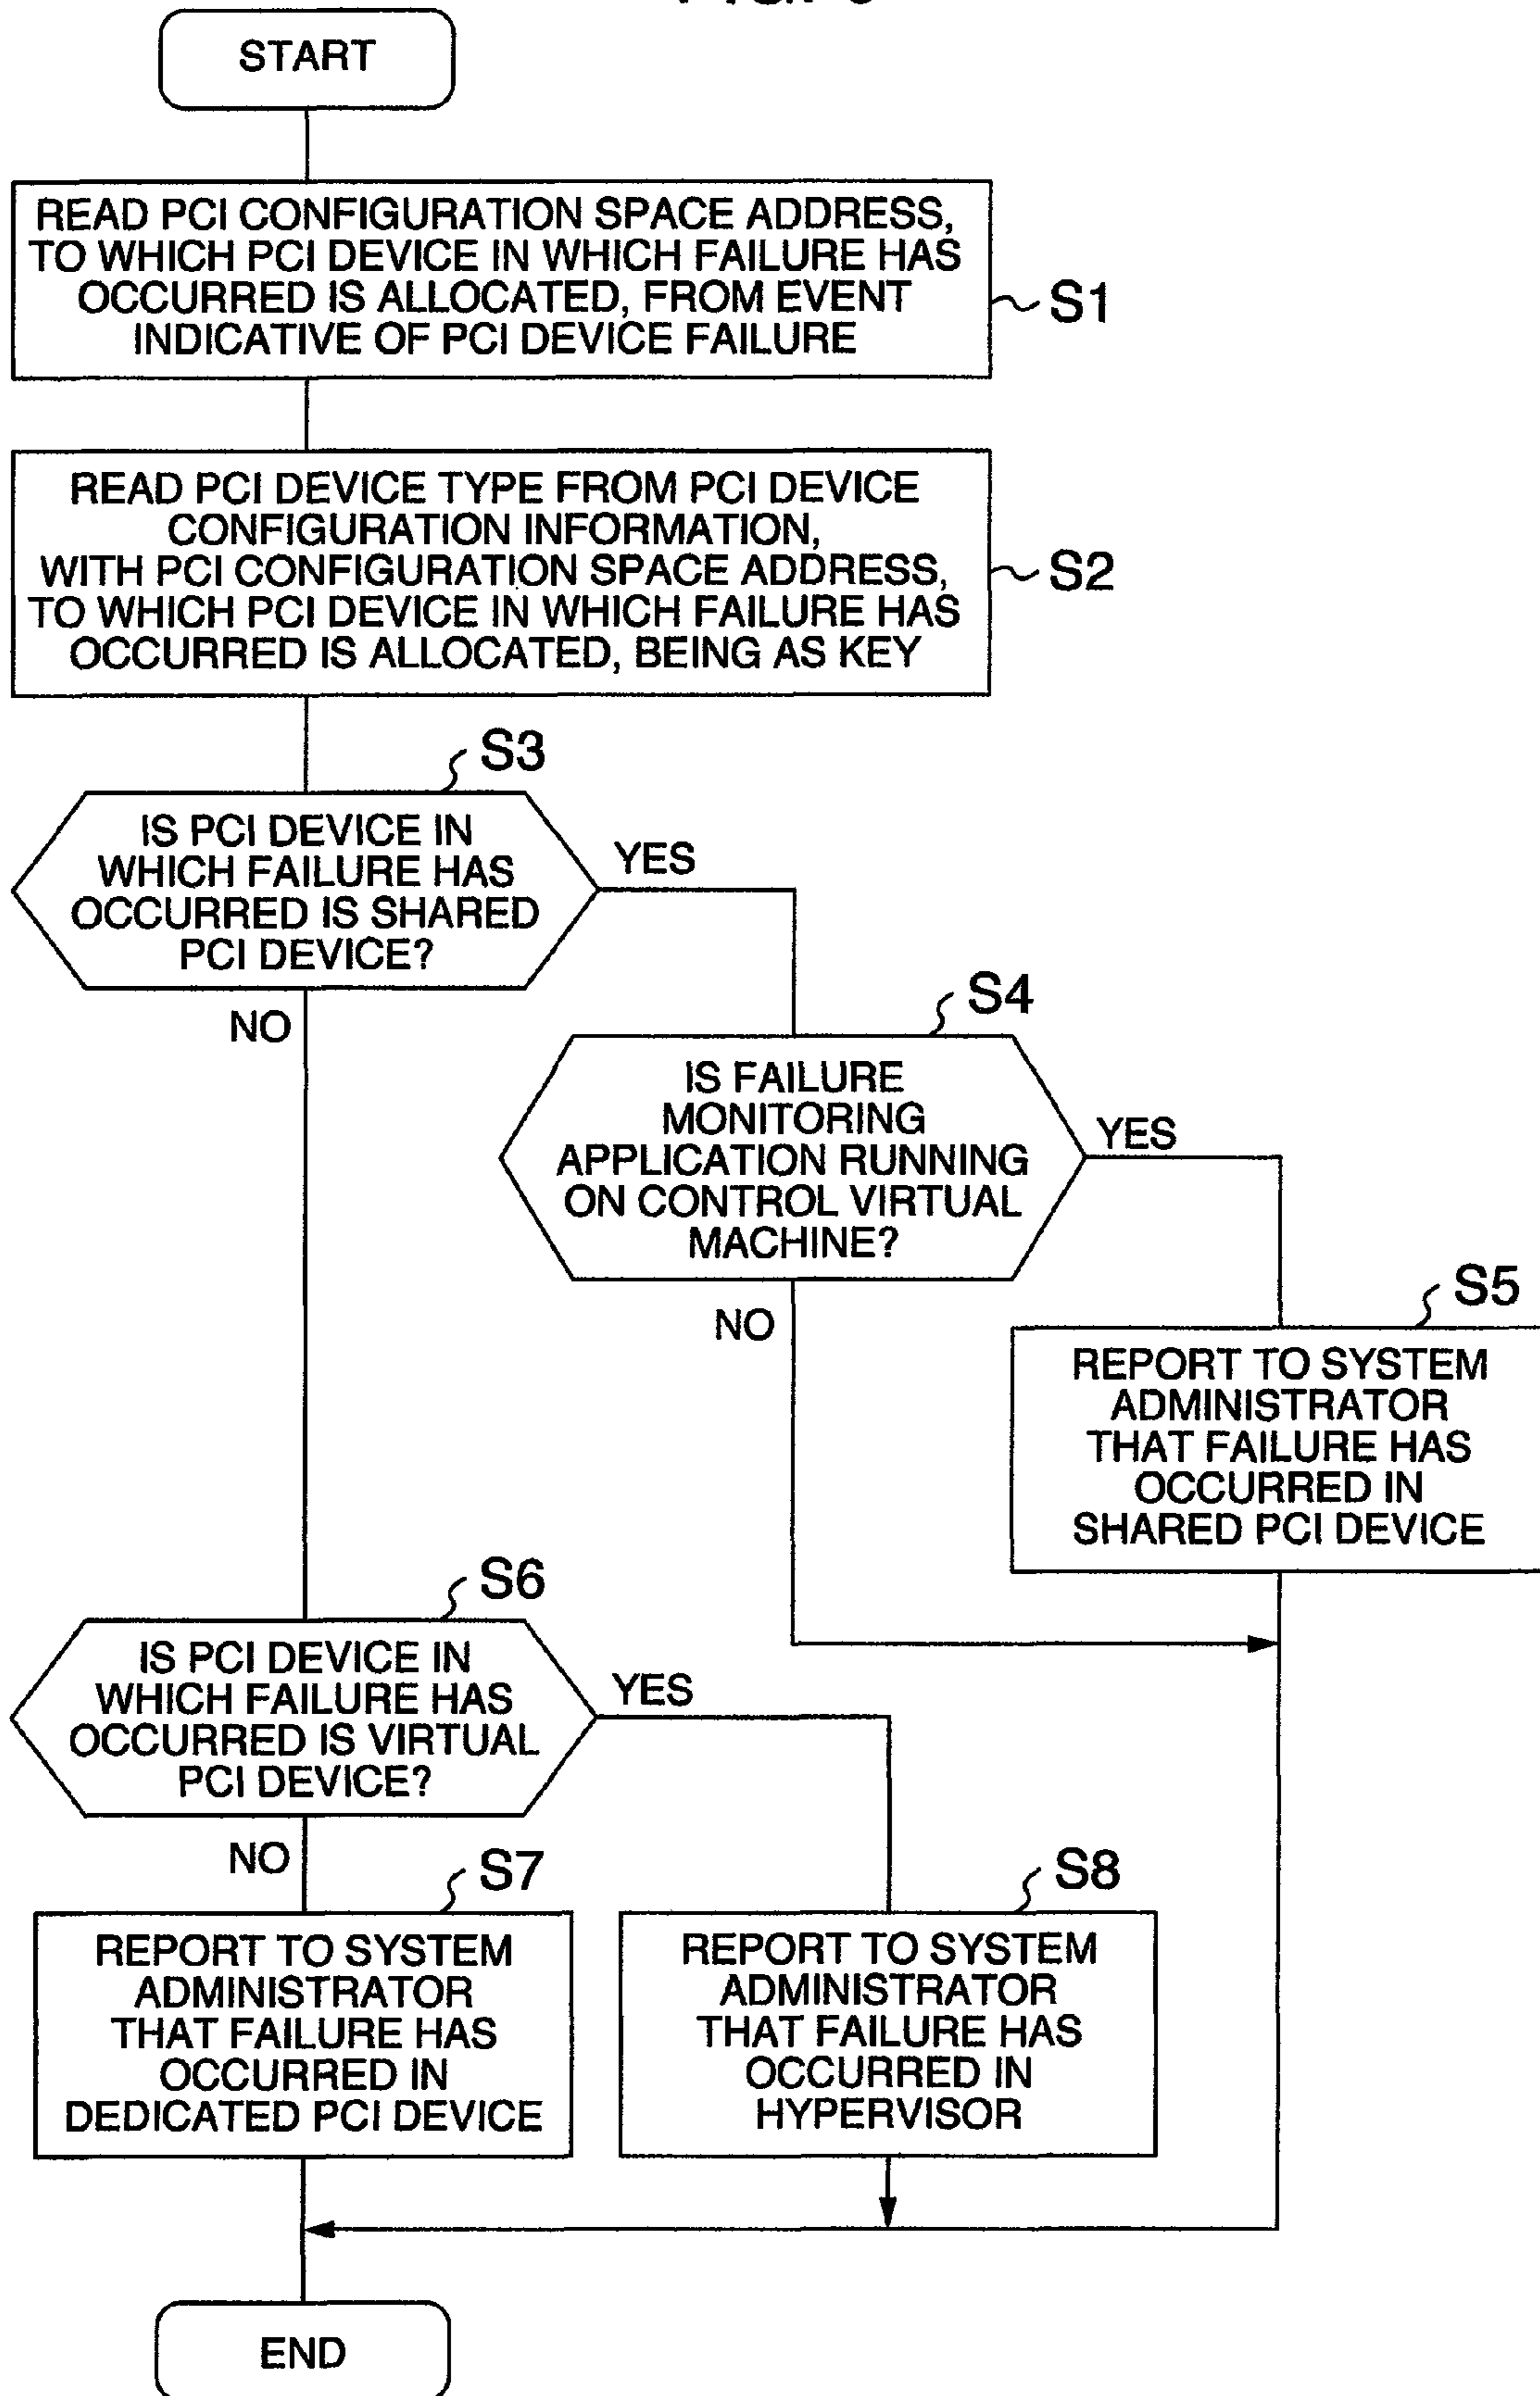 START
READ PCI CONFIGURATION SPACE ADDRESS,
TO WHICH PCI DEVICE IN WHICH FAILURE HAS
OCCURRED IS ALLOCATED, FROM EVENT
INDICATIVE OF PCI DEVICE FAILURE
S1
READ PCI DEVICE TYPE FROM PCI DEVICE
CONFIGURATION INFORMATION,
WITH PCI CONFIGURATION SPACE ADDRESS,
TO WHICH PCI DEVICE IN WHICH FAILURE HAS
OCCURRED IS ALLOCATED, BEING AS KEY
S2
S3
IS PCI DEVICE IN
WHICH FAILURE HAS
OCCURRED IS SHARED
PCI DEVICE?
YES
NO
S4
IS FAILURE
MONITORING
APPLICATION RUNNING
ON CONTROL VIRTUAL
MACHINE?
YES
NO
S5
REPORT TO SYSTEM
ADMINISTRATOR
THAT FAILURE HAS
OCCURRED IN
SHARED PCI DEVICE
S6
IS PCI DEVICE IN
WHICH FAILURE HAS
OCCURRED IS VIRTUAL
PCI DEVICE?
YES
NO
S7
REPORT TO SYSTEM
ADMINISTRATOR
THAT FAILURE HAS
OCCURRED IN
DEDICATED PCI DEVICE
S8
REPORT TO SYSTEM
ADMINISTRATOR
THAT FAILURE HAS
OCCURRED IN
HYPERVISOR
END